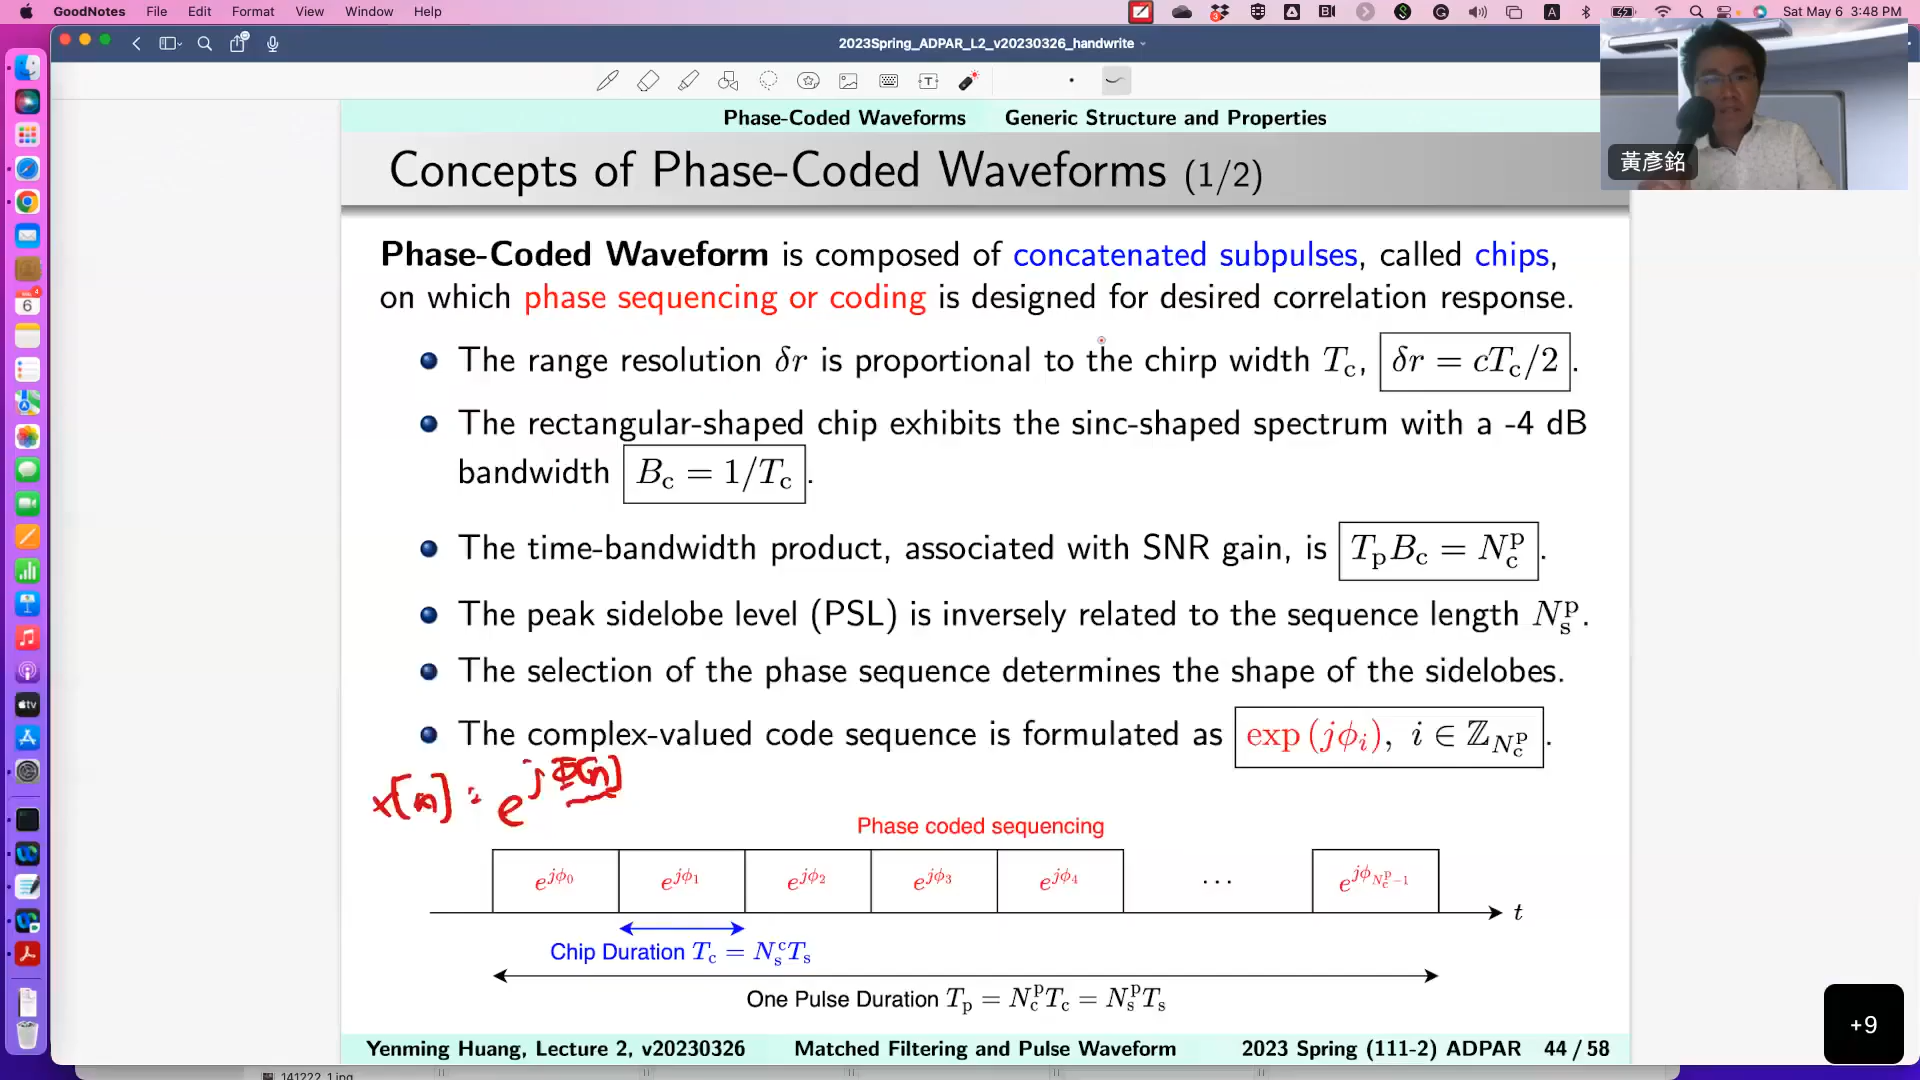 GoodNotes File Edit Format View Window Help
Sat May 6 3:48 PM
2023Spring_ADPAR_L2_v20230326_handwrite
黃彥銘
Phase-Coded Waveforms Generic Structure and Properties
Concepts of Phase-Coded Waveforms (1/2)
Phase-Coded Waveform is composed of concatenated subpulses, called chips,
on which phase sequencing or coding is designed for desired correlation response.
The range resolution δr is proportional to the chirp width T_c, δr = cT_c/2.
The rectangular-shaped chip exhibits the sinc-shaped spectrum with a -4 dB
bandwidth B_c = 1/T_c.
The time-bandwidth product, associated with SNR gain, is T_pB_c = N_c^p.
The peak sidelobe level (PSL) is inversely related to the sequence length N_s^p.
The selection of the phase sequence determines the shape of the sidelobes.
The complex-valued code sequence is formulated as exp(jϕ_i), i ∈ ℤ_{N_c^p}.
x[n] = e^{jΦ[n]}
Phase coded sequencing
e^{jϕ_0} e^{jϕ_1} e^{jϕ_2} e^{jϕ_3} e^{jϕ_4} ... e^{jϕ_{N_c^p-1}}
t
Chip Duration T_c = N_s^c T_s
One Pulse Duration T_p = N_c^p T_c = N_s^p T_s
Yenming Huang, Lecture 2, v20230326 Matched Filtering and Pulse Waveform 2023 Spring (111-2) ADPAR 44 / 58
+9